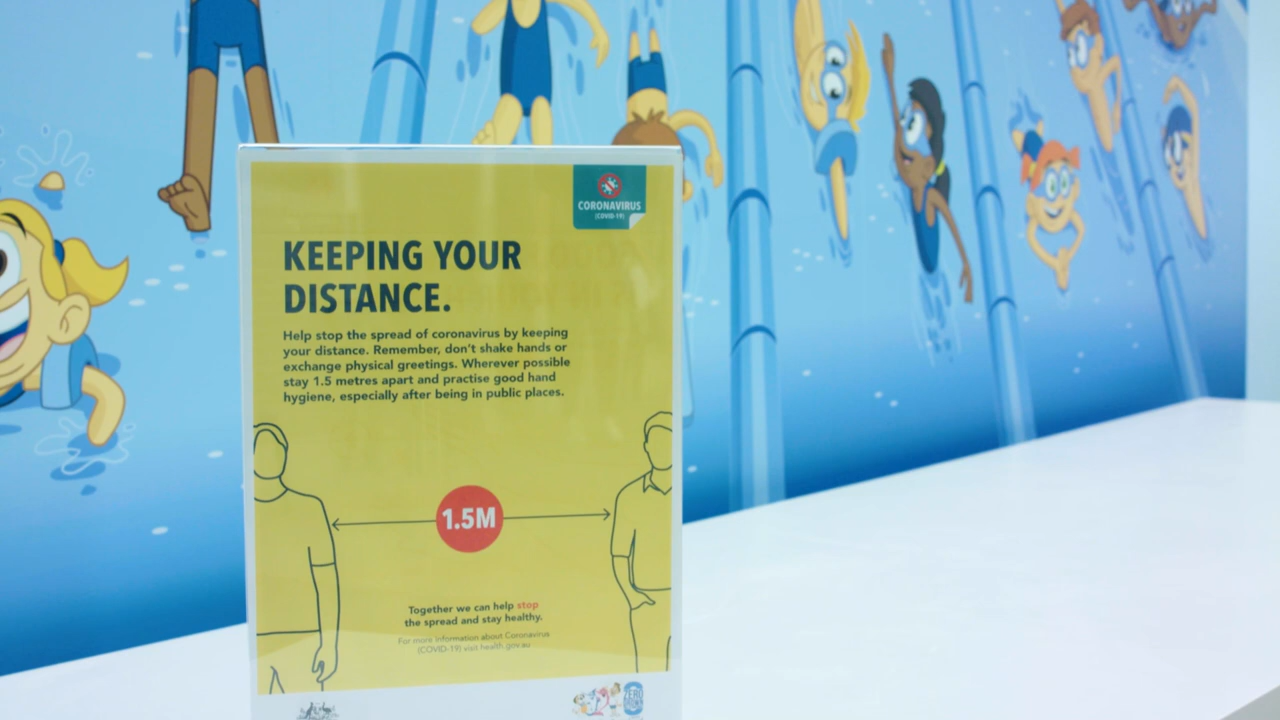 CORONAVIRUS
(COVID-19)
KEEPING YOUR
DISTANCE.
Help stop the spread of coronavirus by keeping
your distance. Remember, don't shake hands or
exchange physical greetings. Wherever possible
stay 1.5 metres apart and practise good hand
hygiene, especially after being in public places.
1.5M
Together we can help stop
the spread and stay healthy.
For more information about Coronavirus
(COVID-19) visit health.gov.au
ZERO
DROWN